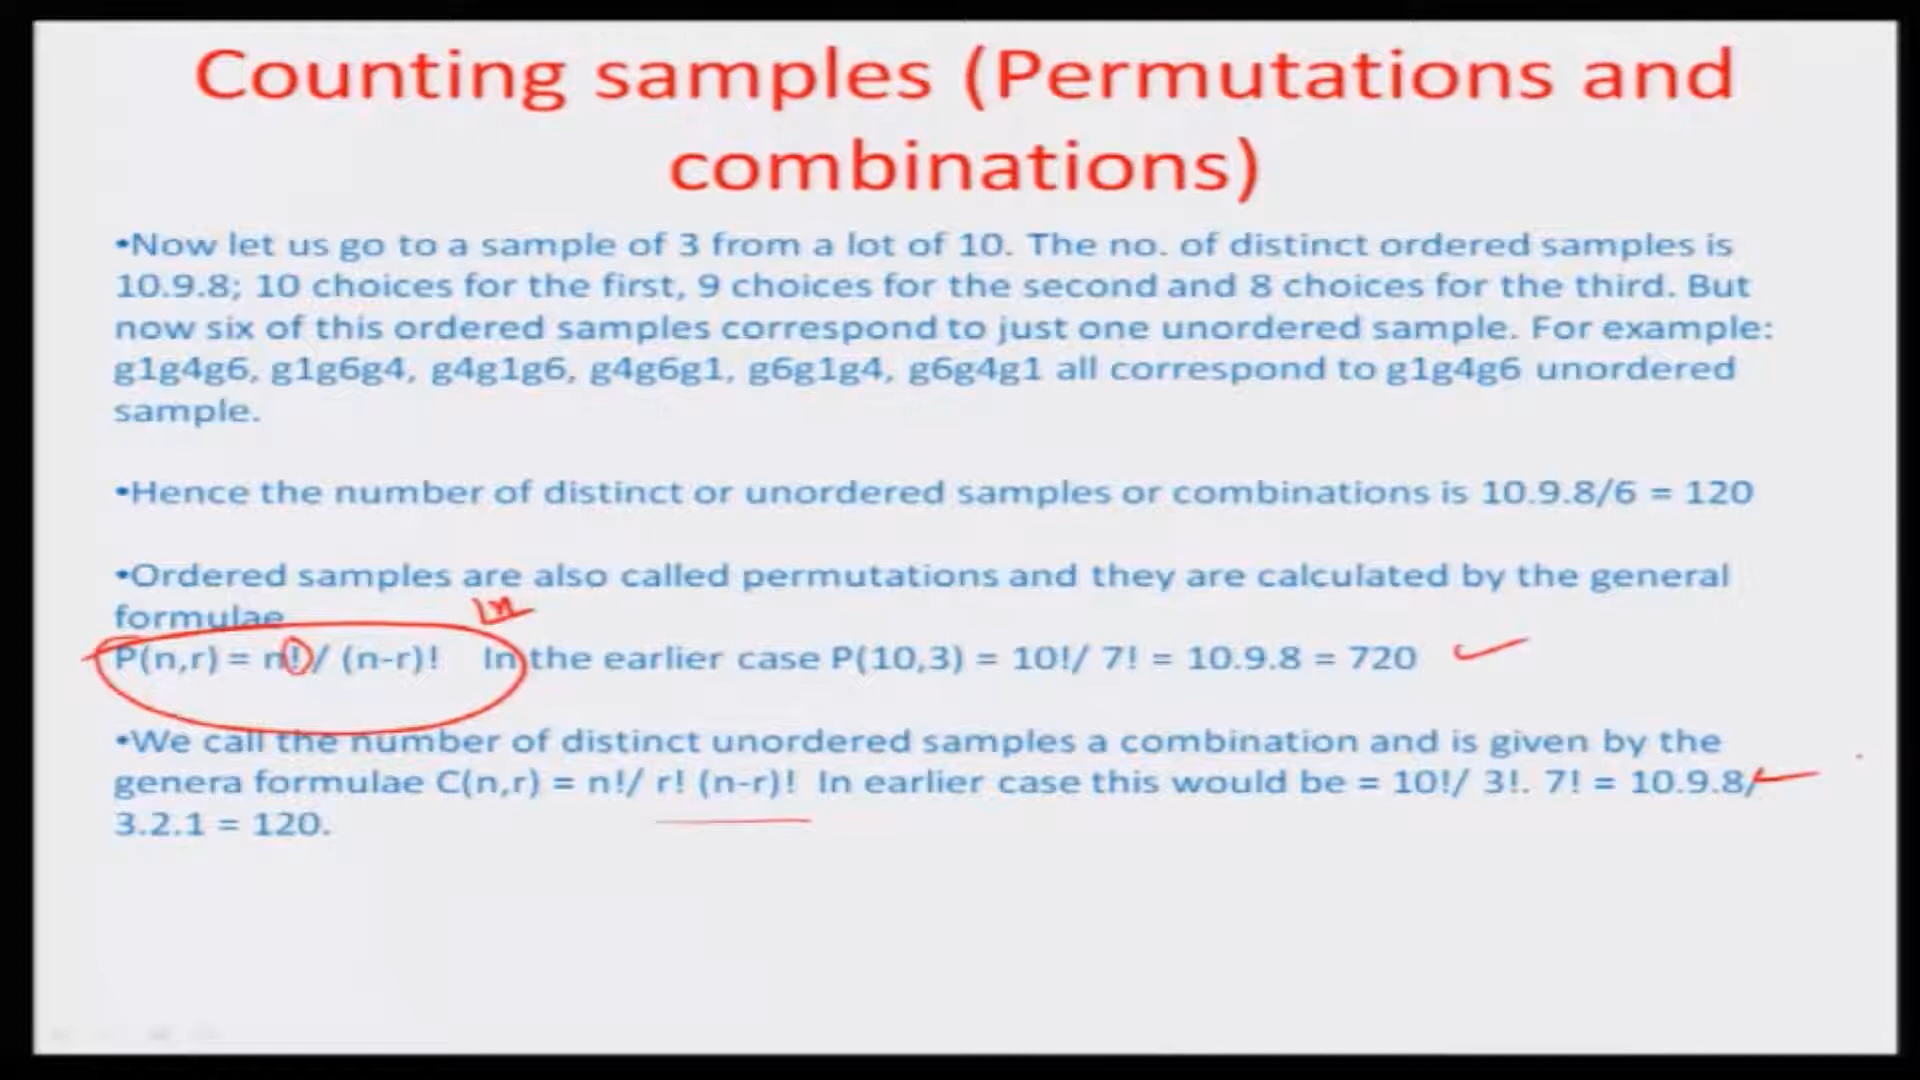 Counting samples (Permutations and
combinations)
•Now let us go to a sample of 3 from a lot of 10. The no. of distinct ordered samples is
10.9.8; 10 choices for the first, 9 choices for the second and 8 choices for the third. But
now six of this ordered samples correspond to just one unordered sample. For example:
g1g4g6, g1g6g4, g4g1g6, g4g6g1, g6g1g4, g6g4g1 all correspond to g1g4g6 unordered
sample.
•Hence the number of distinct or unordered samples or combinations is 10.9.8/6 = 120
•Ordered samples are also called permutations and they are calculated by the general
formulae
P(n,r) = n!/ (n-r)! In the earlier case P(10,3) = 10!/ 7! = 10.9.8 = 720
•We call the number of distinct unordered samples a combination and is given by the
genera formulae C(n,r) = n!/ r! (n-r)! In earlier case this would be = 10!/ 3!. 7! = 10.9.8/
3.2.1 = 120.